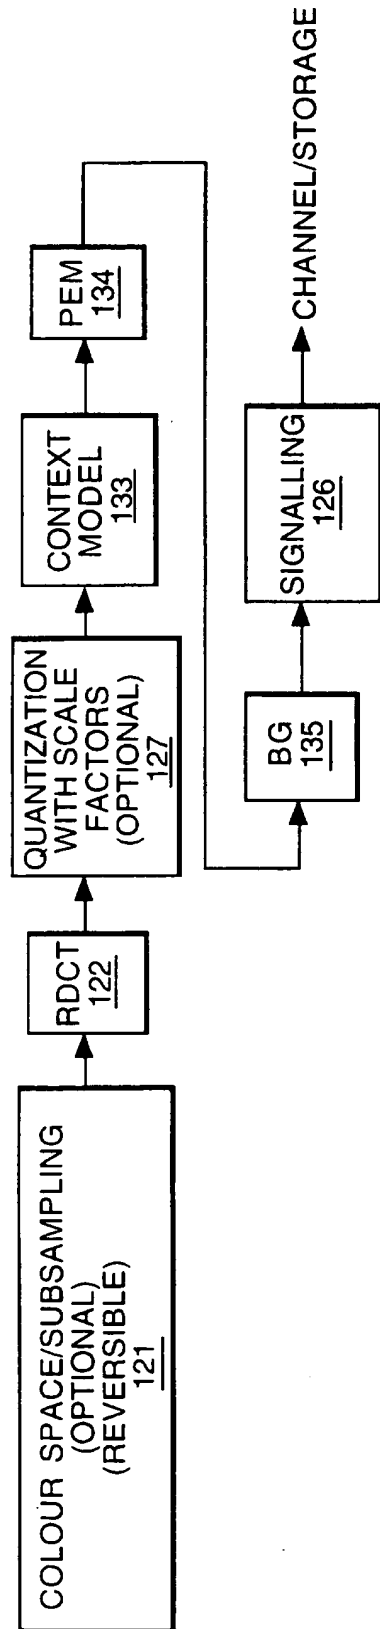 COLOUR SPACE/SUBSAMPLING
(OPTIONAL)
(REVERSIBLE)
121
RDCT
122
QUANTIZATION
WITH SCALE
FACTORS
(OPTIONAL)
127
CONTEXT
MODEL
133
PEM
134
BG
135
SIGNALLING
126
CHANNEL/STORAGE